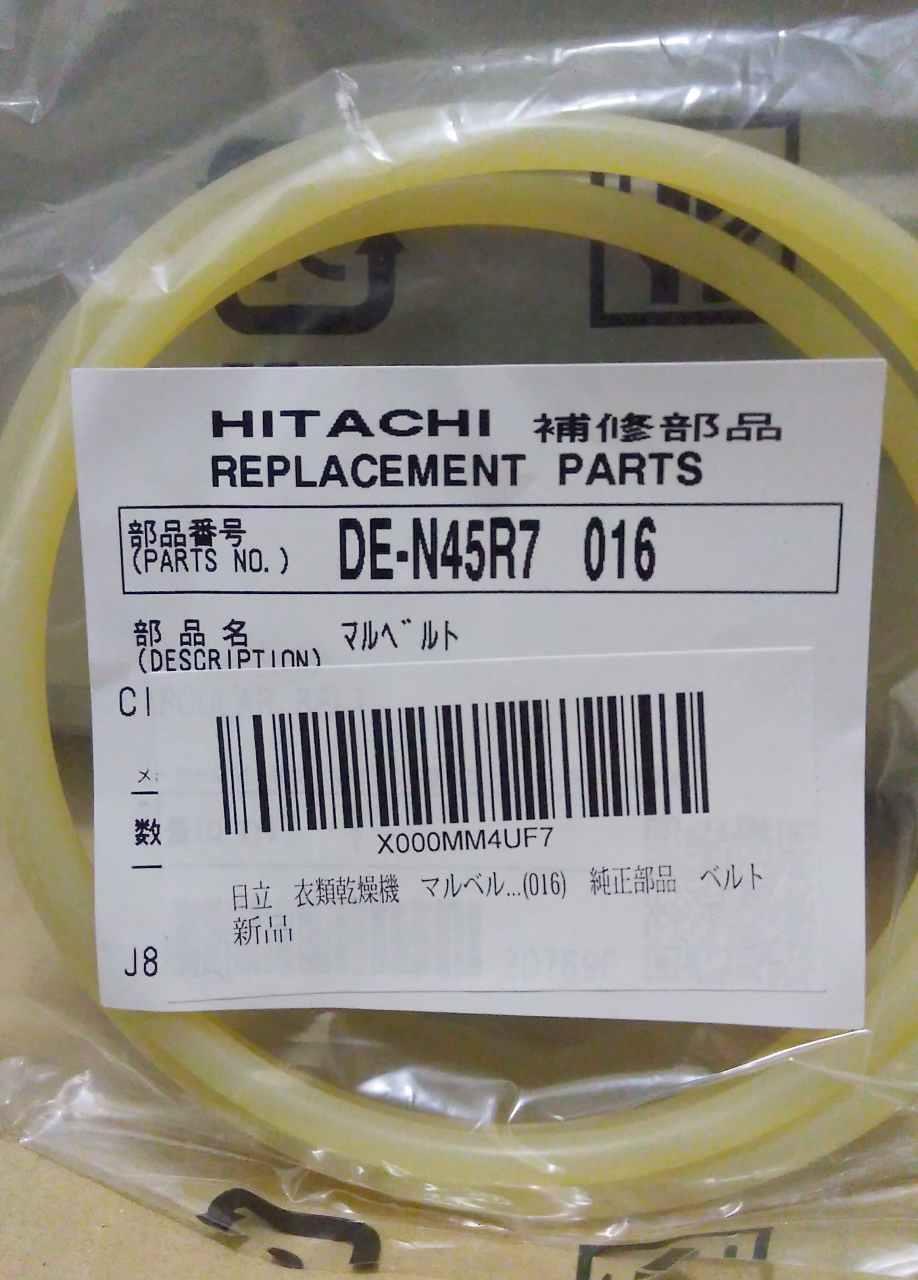 HITACHI 補修部品
REPLACEMENT PARTS
部品番号
(PARTS NO.)
DE-N45R7 016
部品名
(DESCRIPTION)
マルベルト
CI
数
X000MM4UF7
日立 衣類乾燥機 マルベル...(016) 純正部品 ベルト
新品
J8